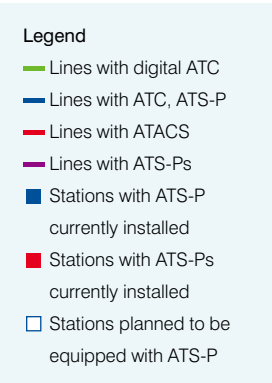 Legend
Lines with digital ATC
Lines with ATC, ATS-P
Lines with ATACS
Lines with ATS-Ps
Stations with ATS-P
currently installed
Stations with ATS-Ps
currently installed
Stations planned to be
equipped with ATS-P